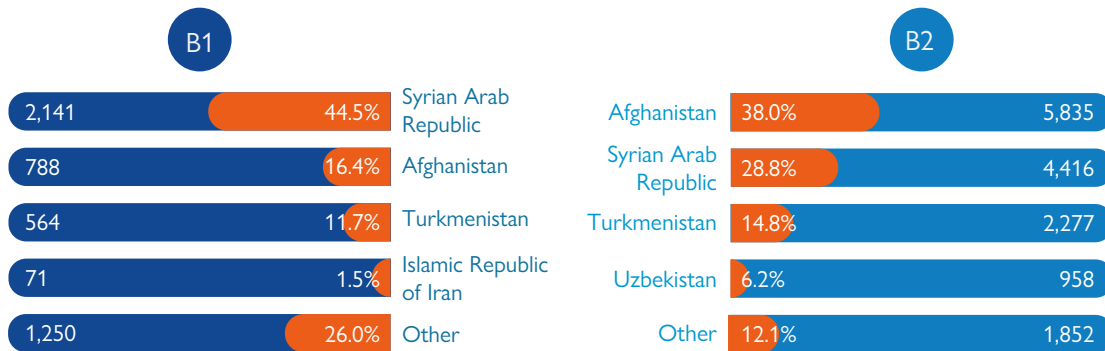 B1
2,141 44.5% Syrian Arab
Republic
788 16.4% Afghanistan
564 11.7% Turkmenistan
71 1.5% Islamic Republic
of Iran
1,250 26.0% Other
B2
Afghanistan 38.0% 5,835
Syrian Arab
Republic 28.8% 4,416
Turkmenistan 14.8% 2,277
Uzbekistan 6.2% 958
Other 12.1% 1,852